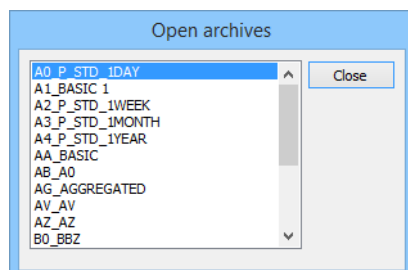 Open archives
A0_P_STD_1DAY
Close
A1_BASIC 1
A2_P_STD_1WEEK
A3_P_STD_1MONTH
A4_P_STD_1YEAR
AA_BASIC
AB_A0
AG_AGGREGATED
AV_AV
AZ_AZ
B0_BBZ